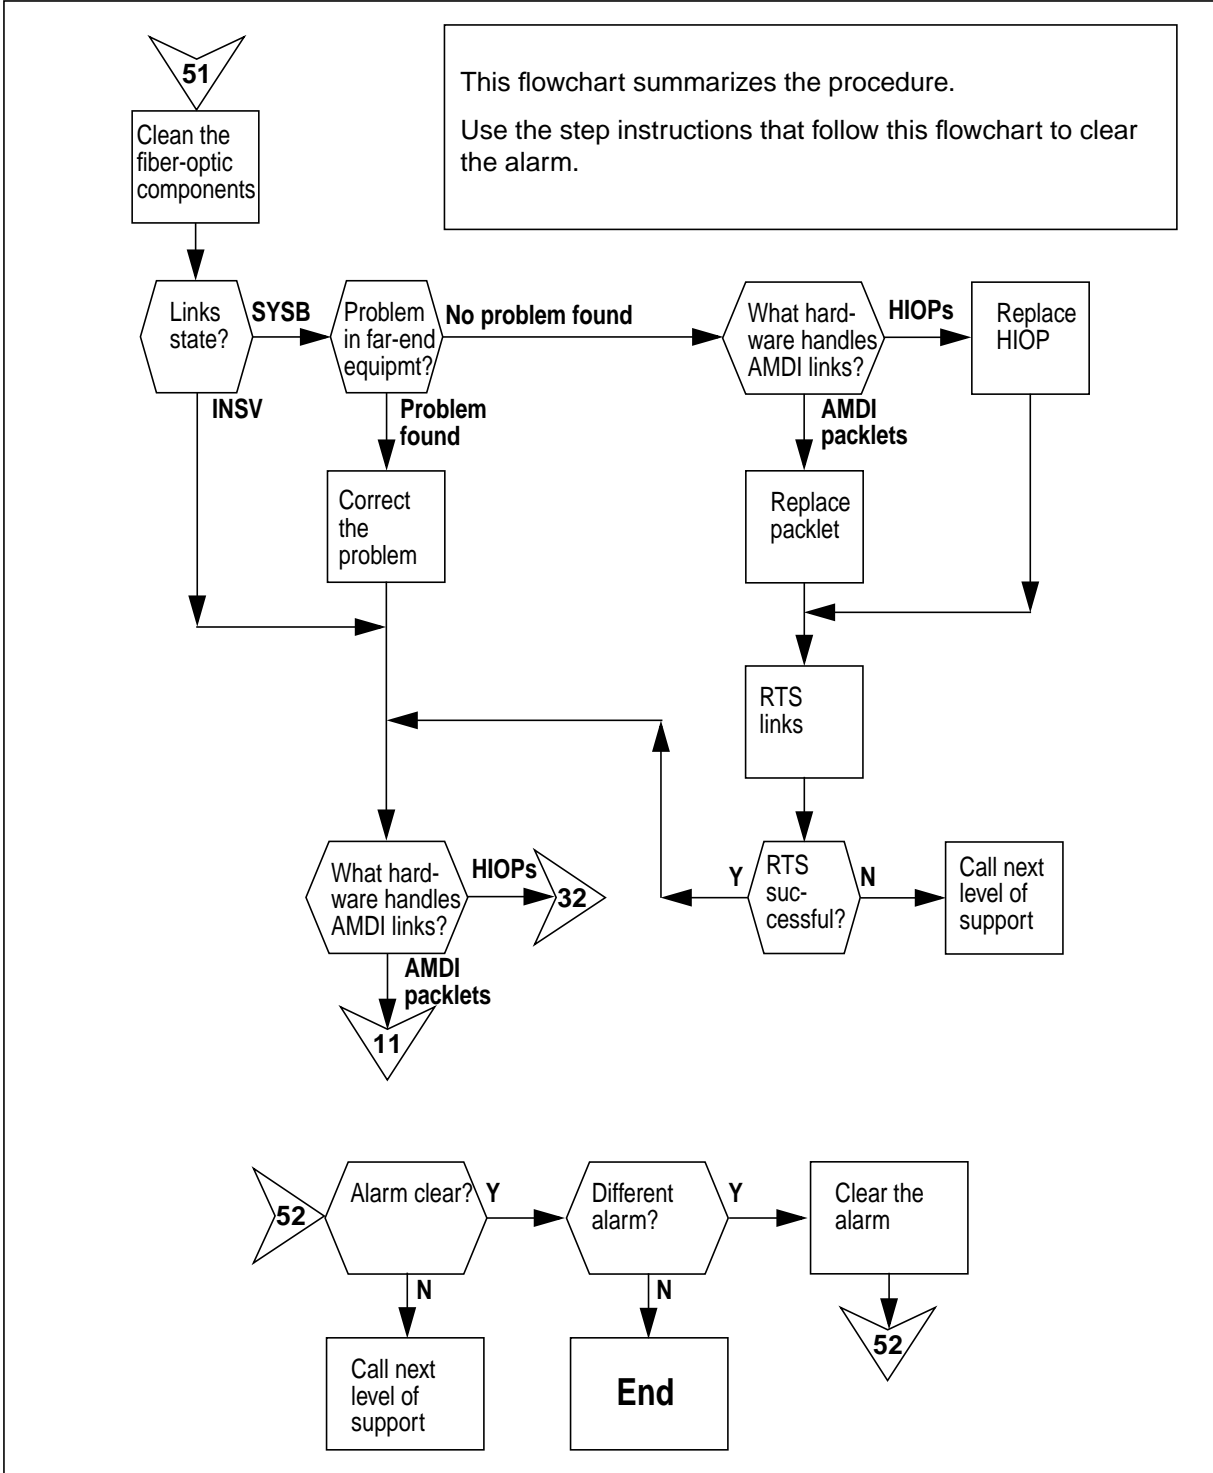 51
This flowchart summarizes the procedure.
Use the step instructions that follow this flowchart to clear
the alarm.
Clean the
fiber-optic
components
Links
state?
SYSB
INSV
Problem
in far-end
equipmt?
No problem found
Problem
found
What hard-
ware handles
AMDI links?
HIOPs
Replace
HIOP
AMDI
packlets
Correct
the
problem
Replace
packlet
RTS
links
RTS
suc-
cessful?
Y
N
Call next
level of
support
What hard-
ware handles
AMDI links?
HIOPs
32
AMDI
packlets
11
52
Alarm clear?
Y
N
Different
alarm?
Y
N
Clear the
alarm
52
Call next
level of
support
End